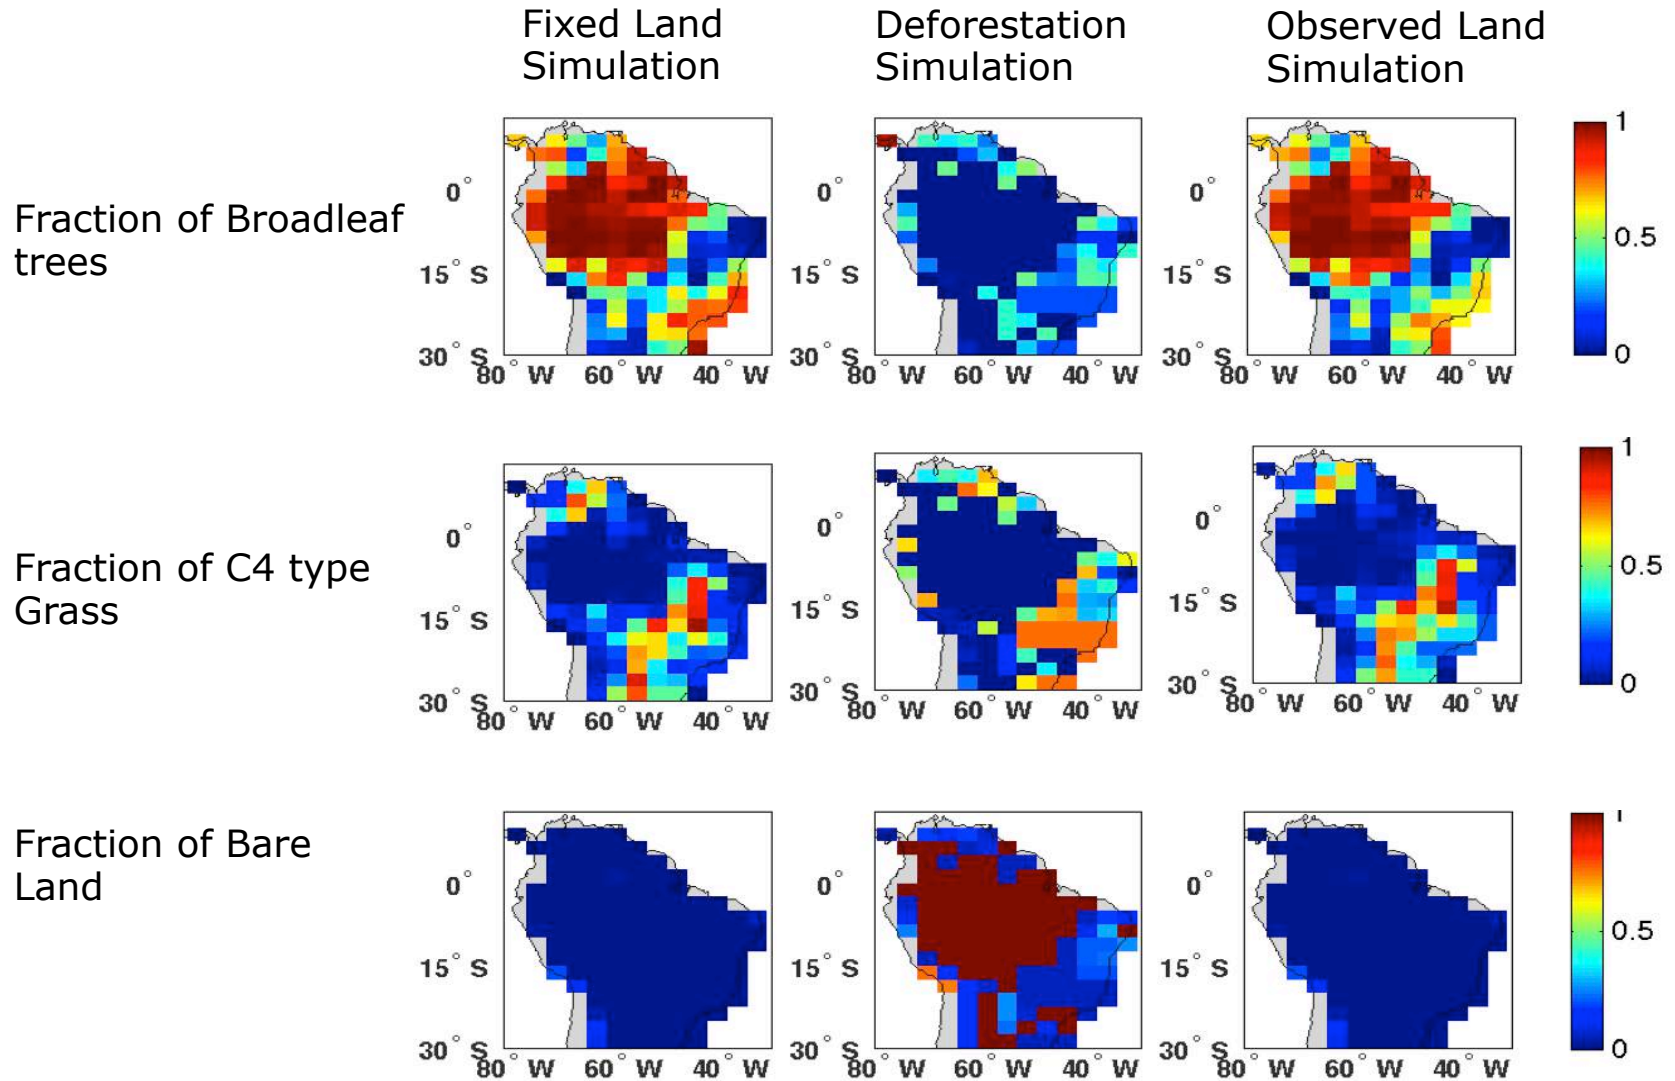 Fixed Land
Simulation
Deforestation
Simulation
Observed Land
Simulation
Fraction of Broadleaf
trees
0°
15° S
30° S
80° W 60° W 40° W
0°
15° S
30° S
80° W 60° W 40° W
0°
15° S
30° S
80° W 60° W 40° W
1
0.5
0
Fraction of C4 type
Grass
0°
15° S
30° S
80° W 60° W 40° W
0°
15° S
30° S
80° W 60° W 40° W
0°
15° S
30° S
80° W 60° W 40° W
1
0.5
0
Fraction of Bare
Land
0°
15° S
30° S
80° W 60° W 40° W
0°
15° S
30° S
80° W 60° W 40° W
0°
15° S
30° S
80° W 60° W 40° W
1
0.5
0